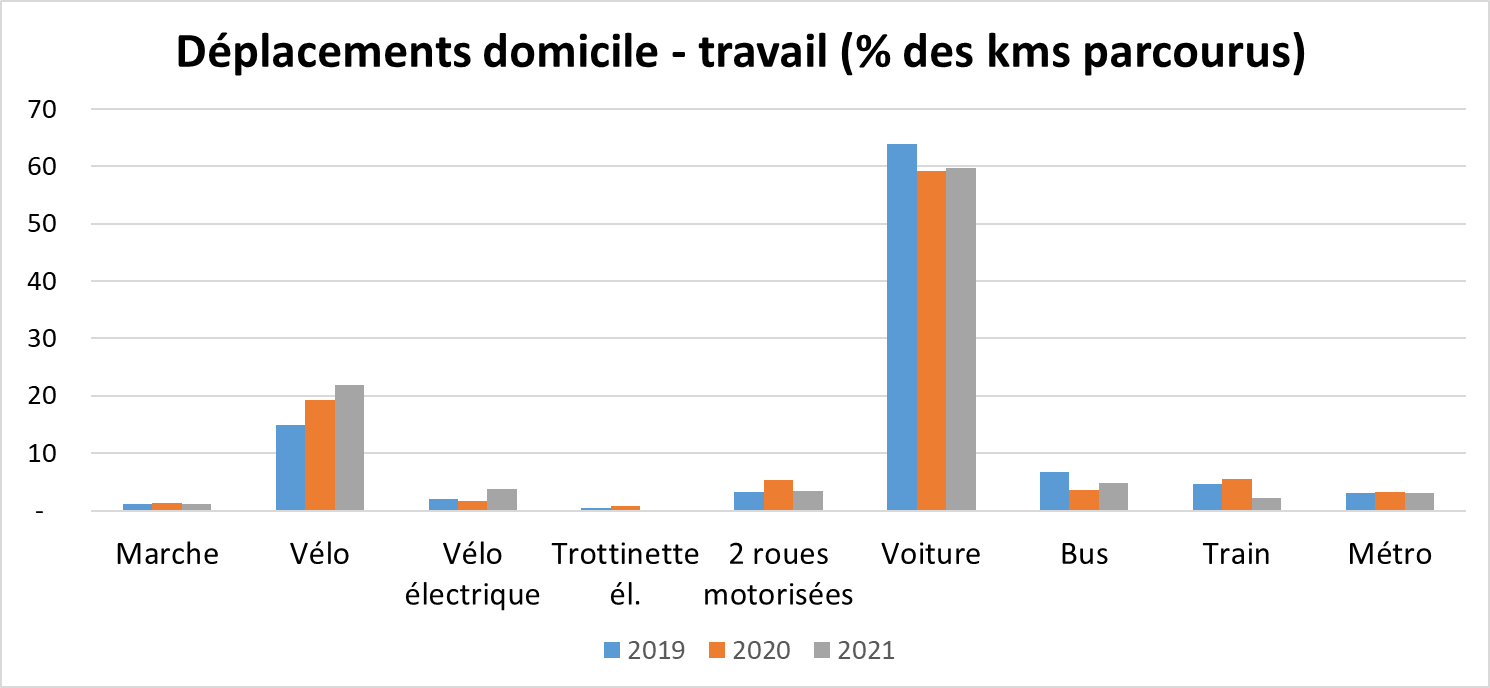 Déplacements domicile - travail (% des kms parcourus)
70
60
50
40
30
20
10
-
Marche Vélo Vélo électrique Trottinette él. 2 roues motorisées Voiture Bus Train Métro
2019 2020 2021